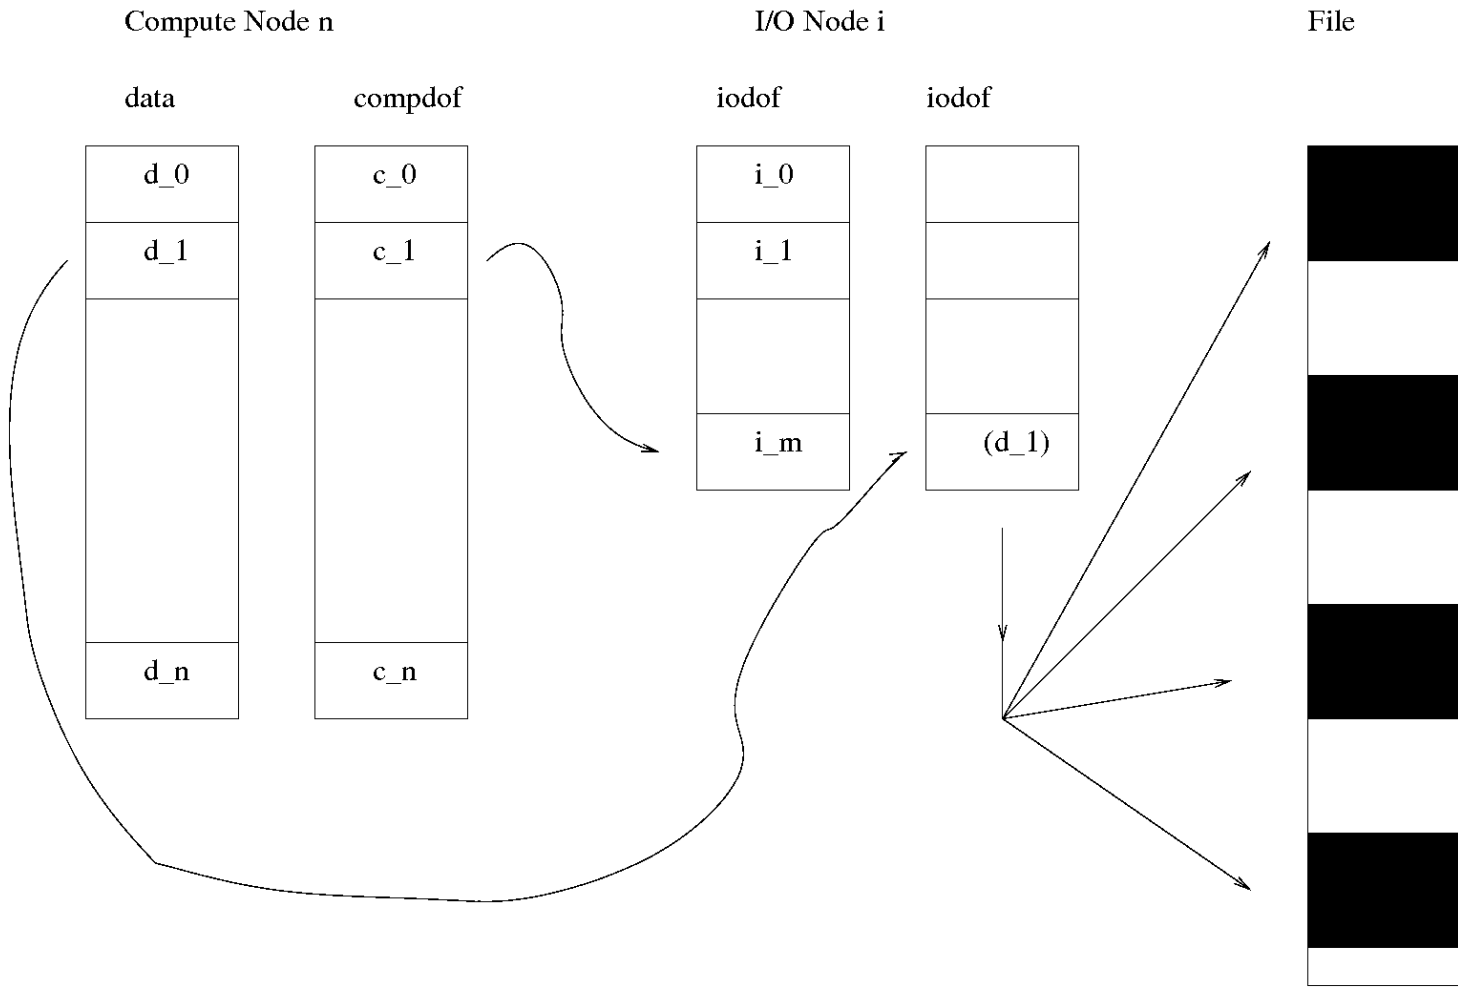 Compute Node n I/O Node i File
data compdof iodof iodof
d_0 c_0 i_0
d_1 c_1 i_1
i_m (d_1)
d_n c_n